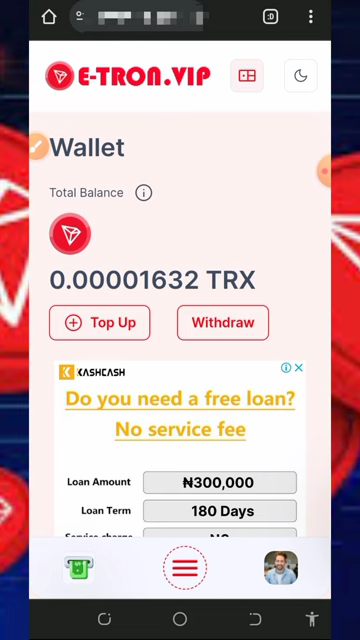 :D
E-TRON.VIP
Wallet
Total Balance
0.00001632 TRX
Top Up
Withdraw
KASHCASH
Do you need a free loan?
No service fee
Loan Amount ₦300,000
Loan Term 180 Days